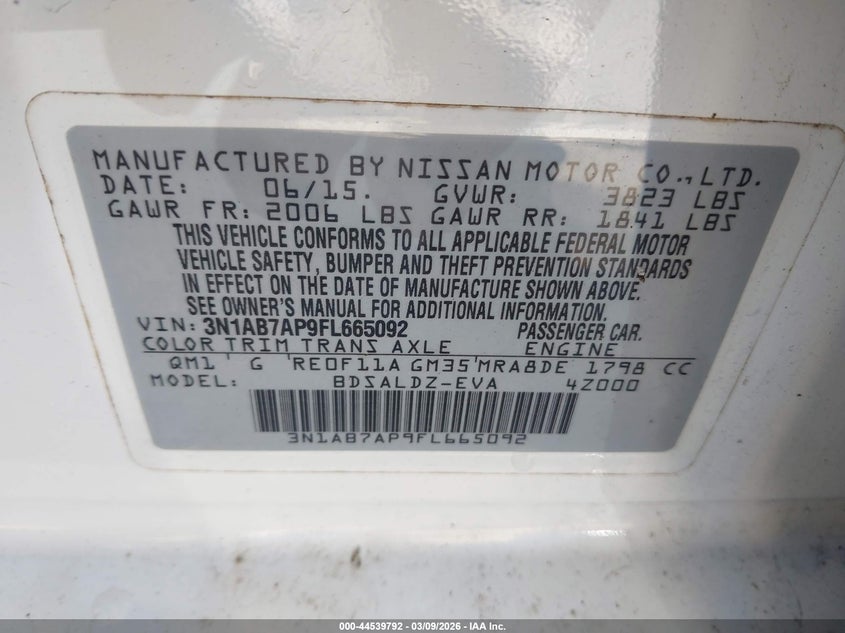 MANUFACTURED BY NISSAN MOTOR CO.,LTD.
DATE: 06/15. GVWR: 3823 LBS
GAWR FR: 2006 LBS GAWR RR: 1841 LBS
THIS VEHICLE CONFORMS TO ALL APPLICABLE FEDERAL MOTOR
VEHICLE SAFETY, BUMPER AND THEFT PREVENTION STANDARDS
IN EFFECT ON THE DATE OF MANUFACTURE SHOWN ABOVE.
SEE OWNER'S MANUAL FOR ADDITIONAL INFORMATION.
VIN: 3N1AB7AP9FL665092 PASSENGER CAR.
COLOR TRIM TRANS AXLE ENGINE
QM1 ' G 'RE0F11A GM35'MRA8DE 1798 CC
MODEL: BDSALDZ-EVA 4Z000
3N1AB7AP9FL665092
000-44539792 - 03/09/2026 - IAA Inc.